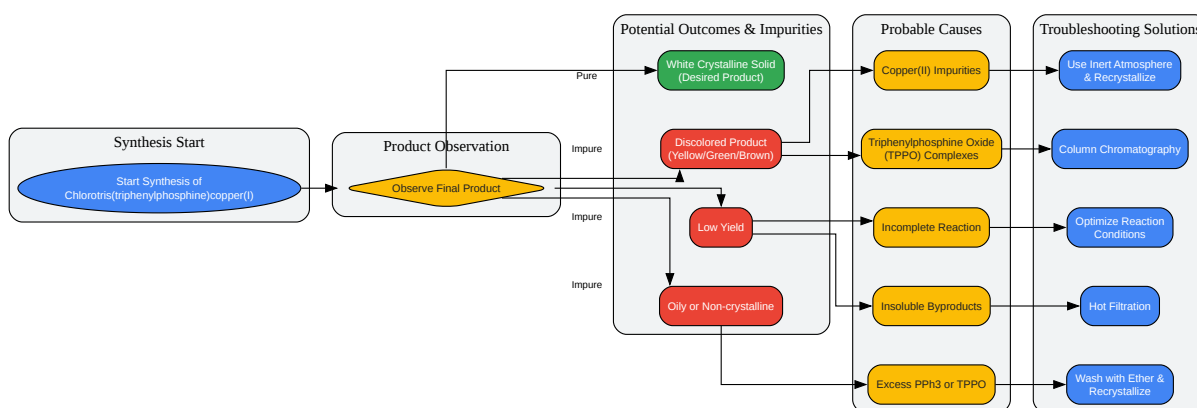 Synthesis Start
Start Synthesis of
Chlorotris(triphenylphosphine)copper(I)
Product Observation
Observe Final Product
Pure
Impure
Impure
Impure
Potential Outcomes & Impurities
White Crystalline Solid
(Desired Product)
Discolored Product
(Yellow/Green/Brown)
Low Yield
Oily or Non-crystalline
Probable Causes
Copper(II) Impurities
Triphenylphosphine Oxide
(TPPO) Complexes
Incomplete Reaction
Insoluble Byproducts
Excess PPh3 or TPPO
Troubleshooting Solutions
Use Inert Atmosphere
& Recrystallize
Column Chromatography
Optimize Reaction
Conditions
Hot Filtration
Wash with Ether &
Recrystallize